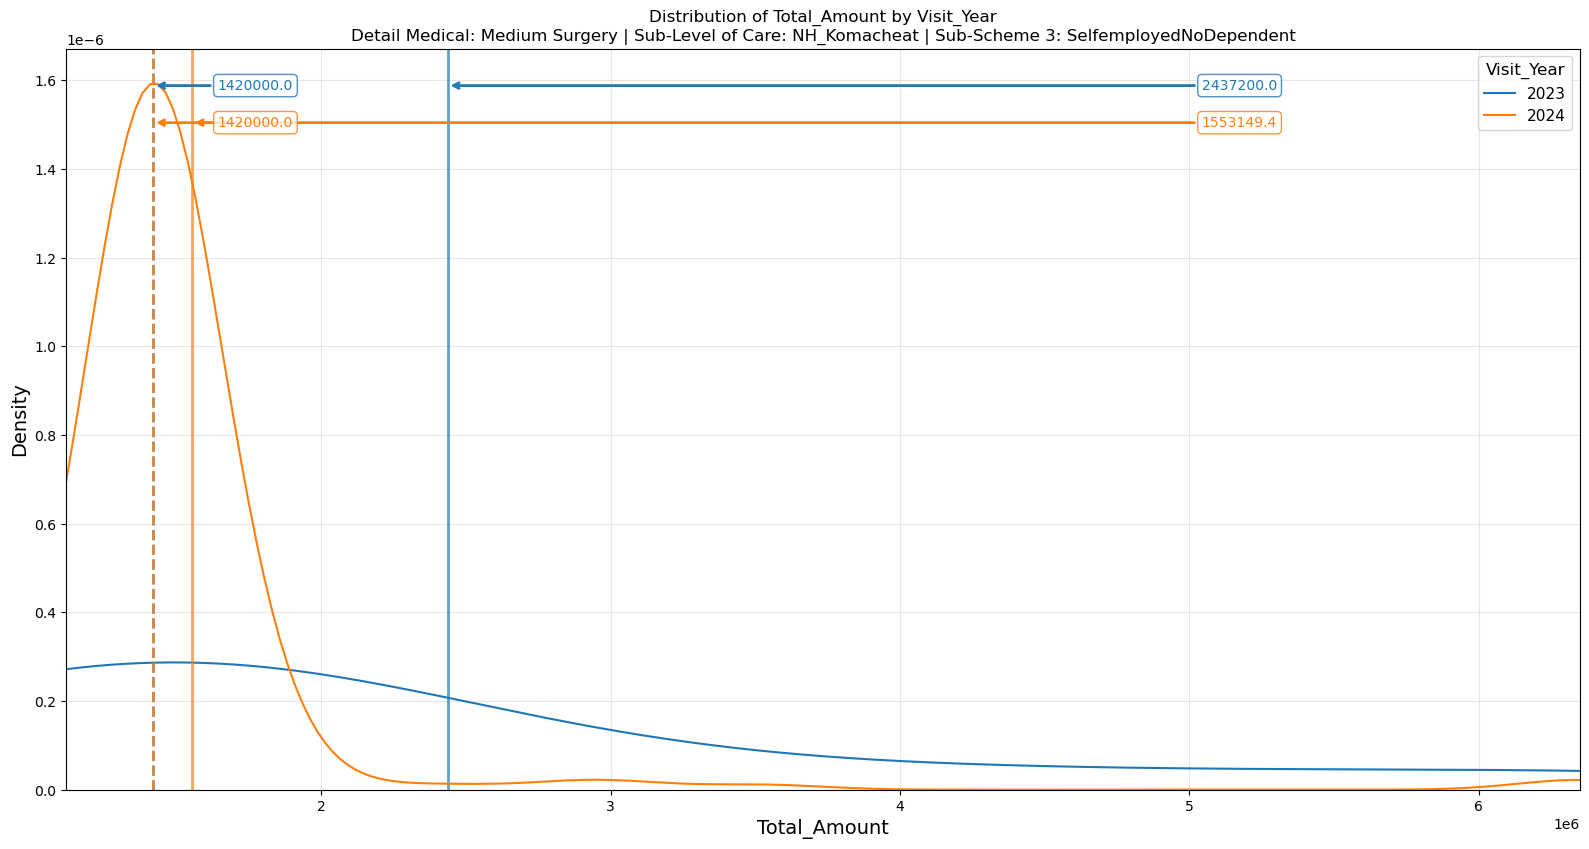 Distribution of Total_Amount by Visit_Year
Detail Medical: Medium Surgery | Sub-Level of Care: NH_Komacheat | Sub-Scheme 3: SelfemployedNoDependent
1e−6
1420000.0
2437200.0
1420000.0
1553149.4
Visit_Year
2023
2024
1.6
1.4
1.2
1.0
0.8
0.6
0.4
0.2
0.0
Density
2
3
4
5
6
1e6
Total_Amount